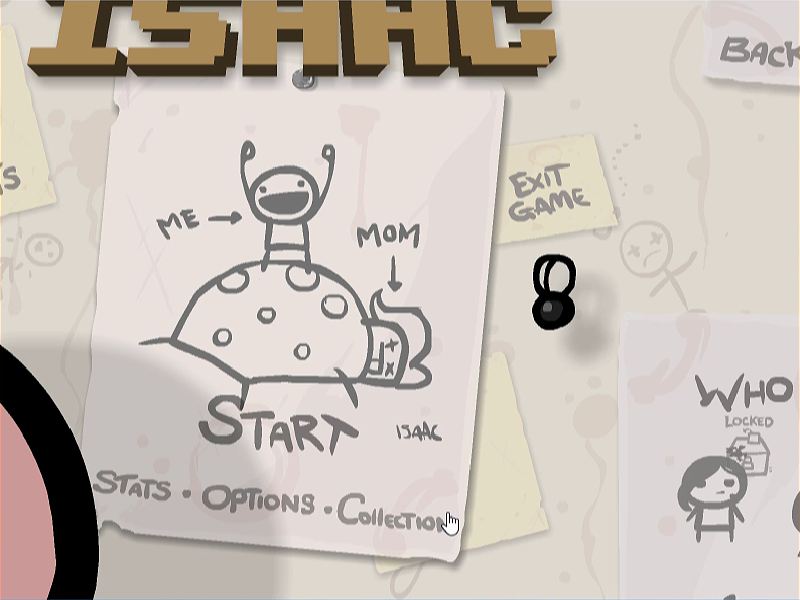 ISAAC
BACK
EXIT
GAME
ME
MOM
START
ISAAC
STATS · OPTIONS · COLLECTION
WHO
LOCKED